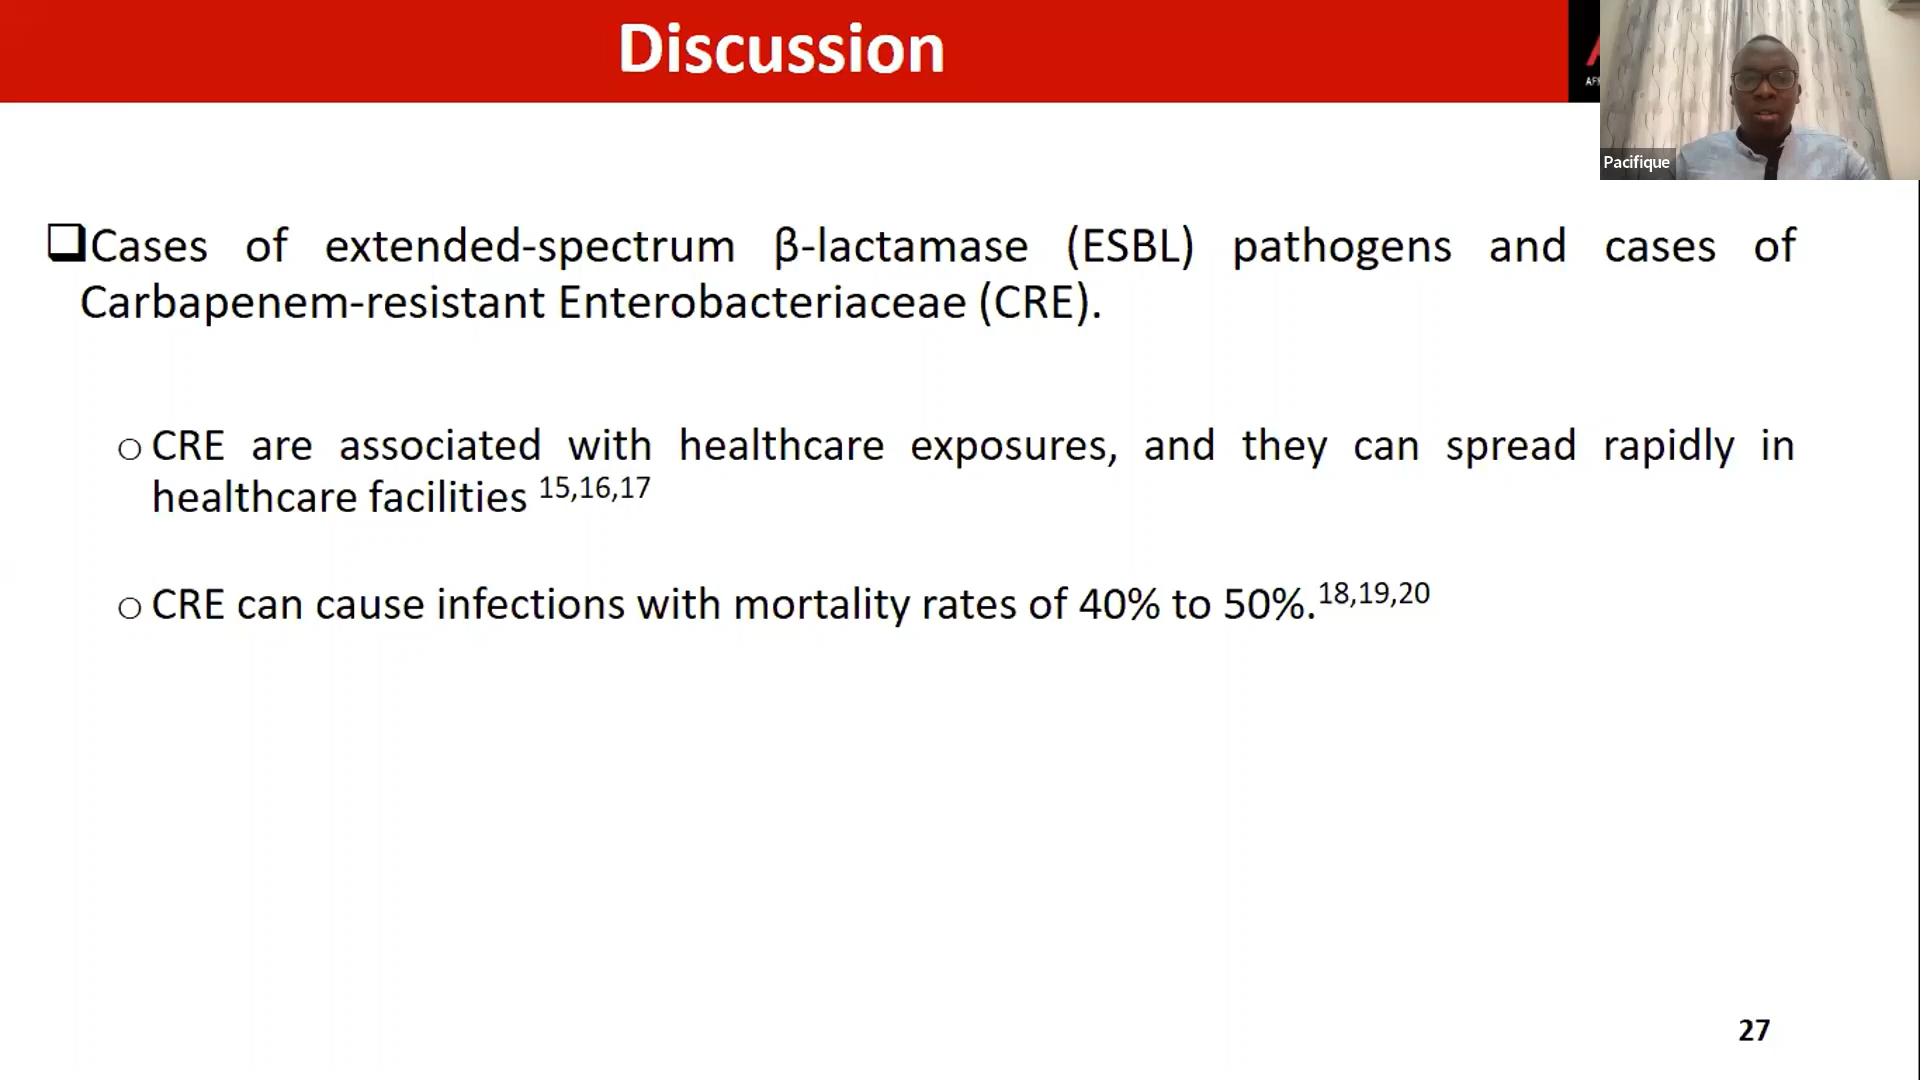 Discussion
Pacifique
Cases of extended-spectrum β-lactamase (ESBL) pathogens and cases of
Carbapenem-resistant Enterobacteriaceae (CRE).
CRE are associated with healthcare exposures, and they can spread rapidly in
healthcare facilities 15,16,17
CRE can cause infections with mortality rates of 40% to 50%.18,19,20
27